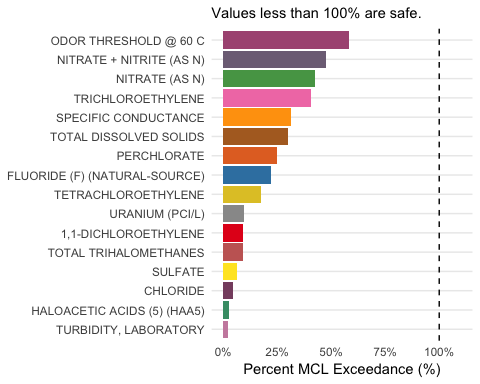 Values less than 100% are safe.
ODOR THRESHOLD @ 60 C
NITRATE + NITRITE (AS N)
NITRATE (AS N)
TRICHLOROETHYLENE
SPECIFIC CONDUCTANCE
TOTAL DISSOLVED SOLIDS
PERCHLORATE
FLUORIDE (F) (NATURAL-SOURCE)
TETRACHLOROETHYLENE
URANIUM (PCI/L)
1,1-DICHLOROETHYLENE
TOTAL TRIHALOMETHANES
SULFATE
CHLORIDE
HALOACETIC ACIDS (5) (HAA5)
TURBIDITY, LABORATORY
0% 25% 50% 75% 100%
Percent MCL Exceedance (%)